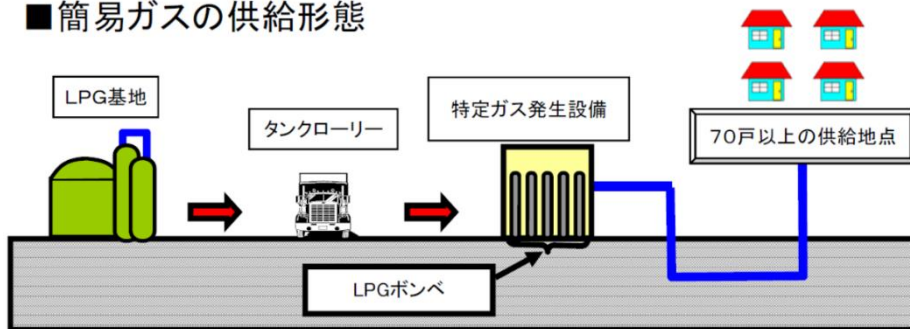 ■簡易ガスの供給形態
LPG基地
タンクローリー
特定ガス発生設備
70戸以上の供給地点
LPGボンベ